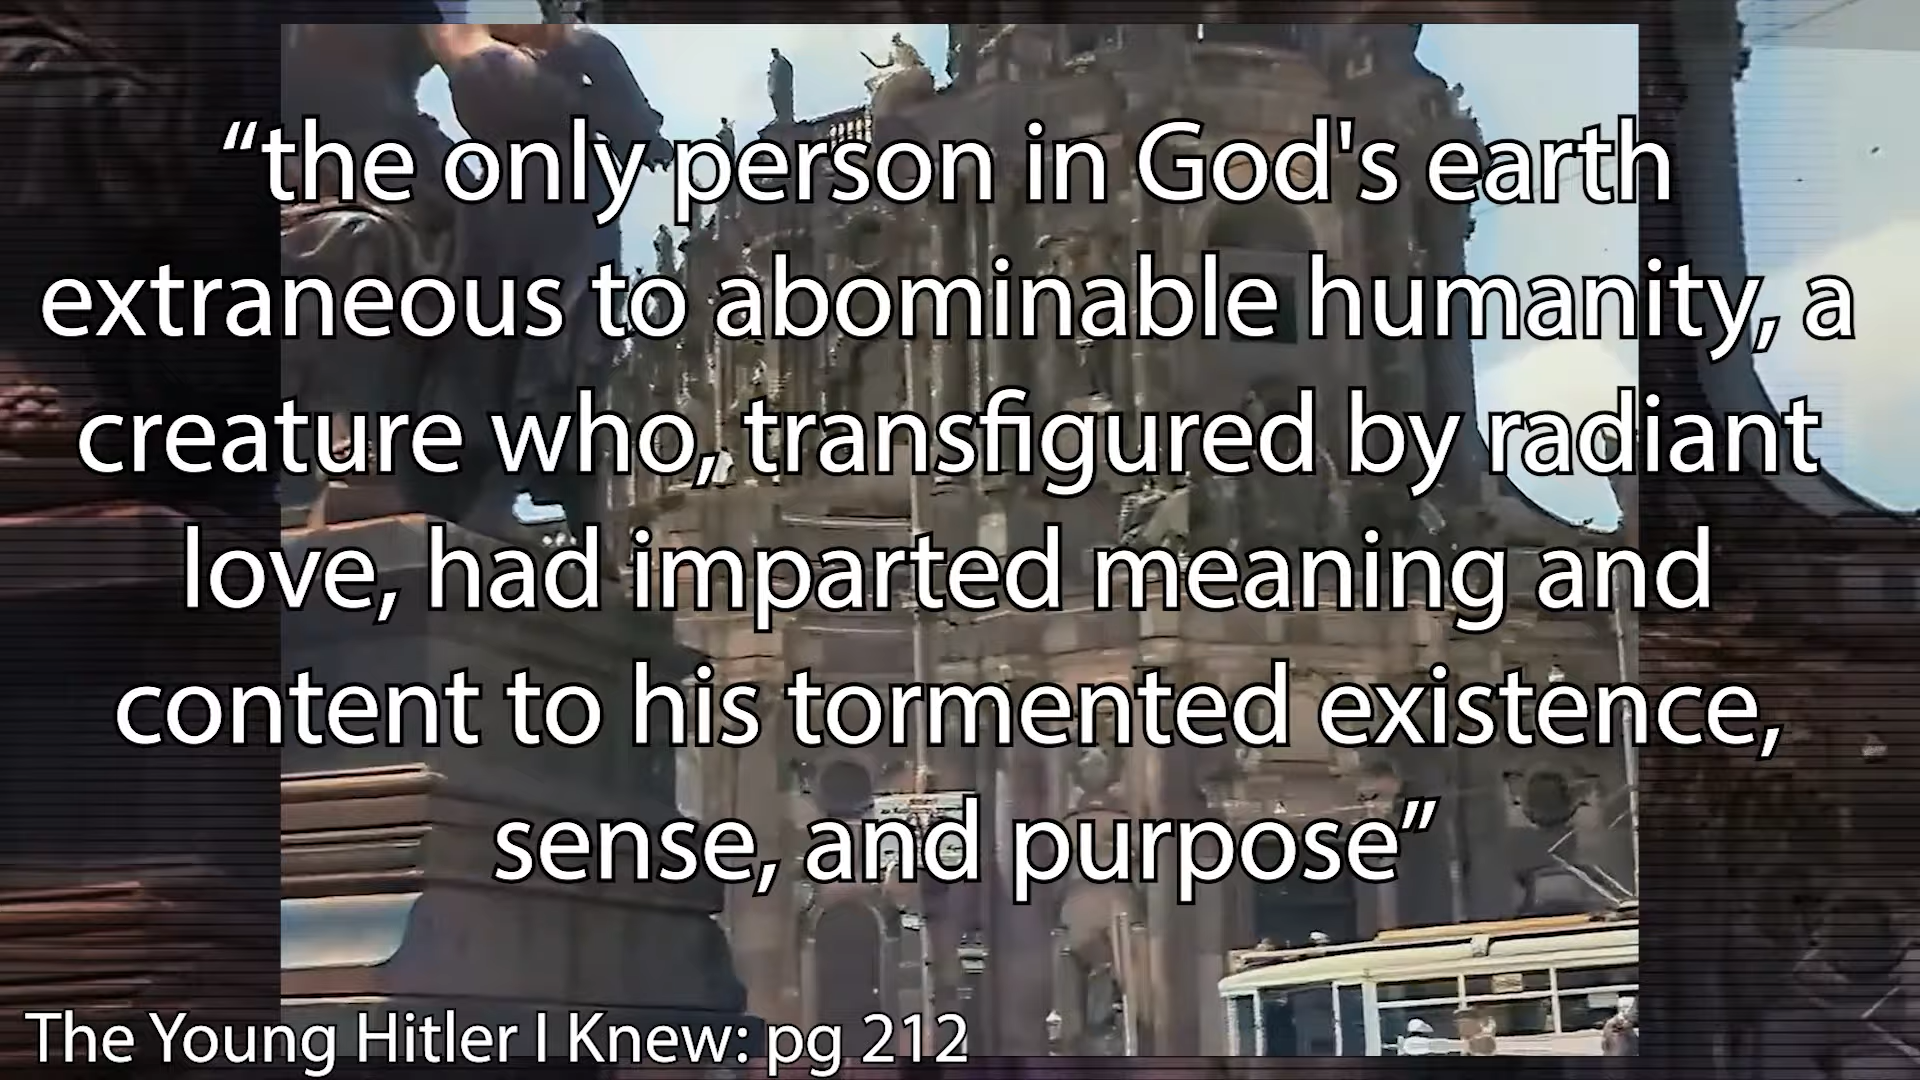 “the only person in God's earth
extraneous to abominable humanity, a
creature who, transfigured by radiant
love, had imparted meaning and
content to his tormented existence,
sense, and purpose”
The Young Hitler I Knew: pg 212